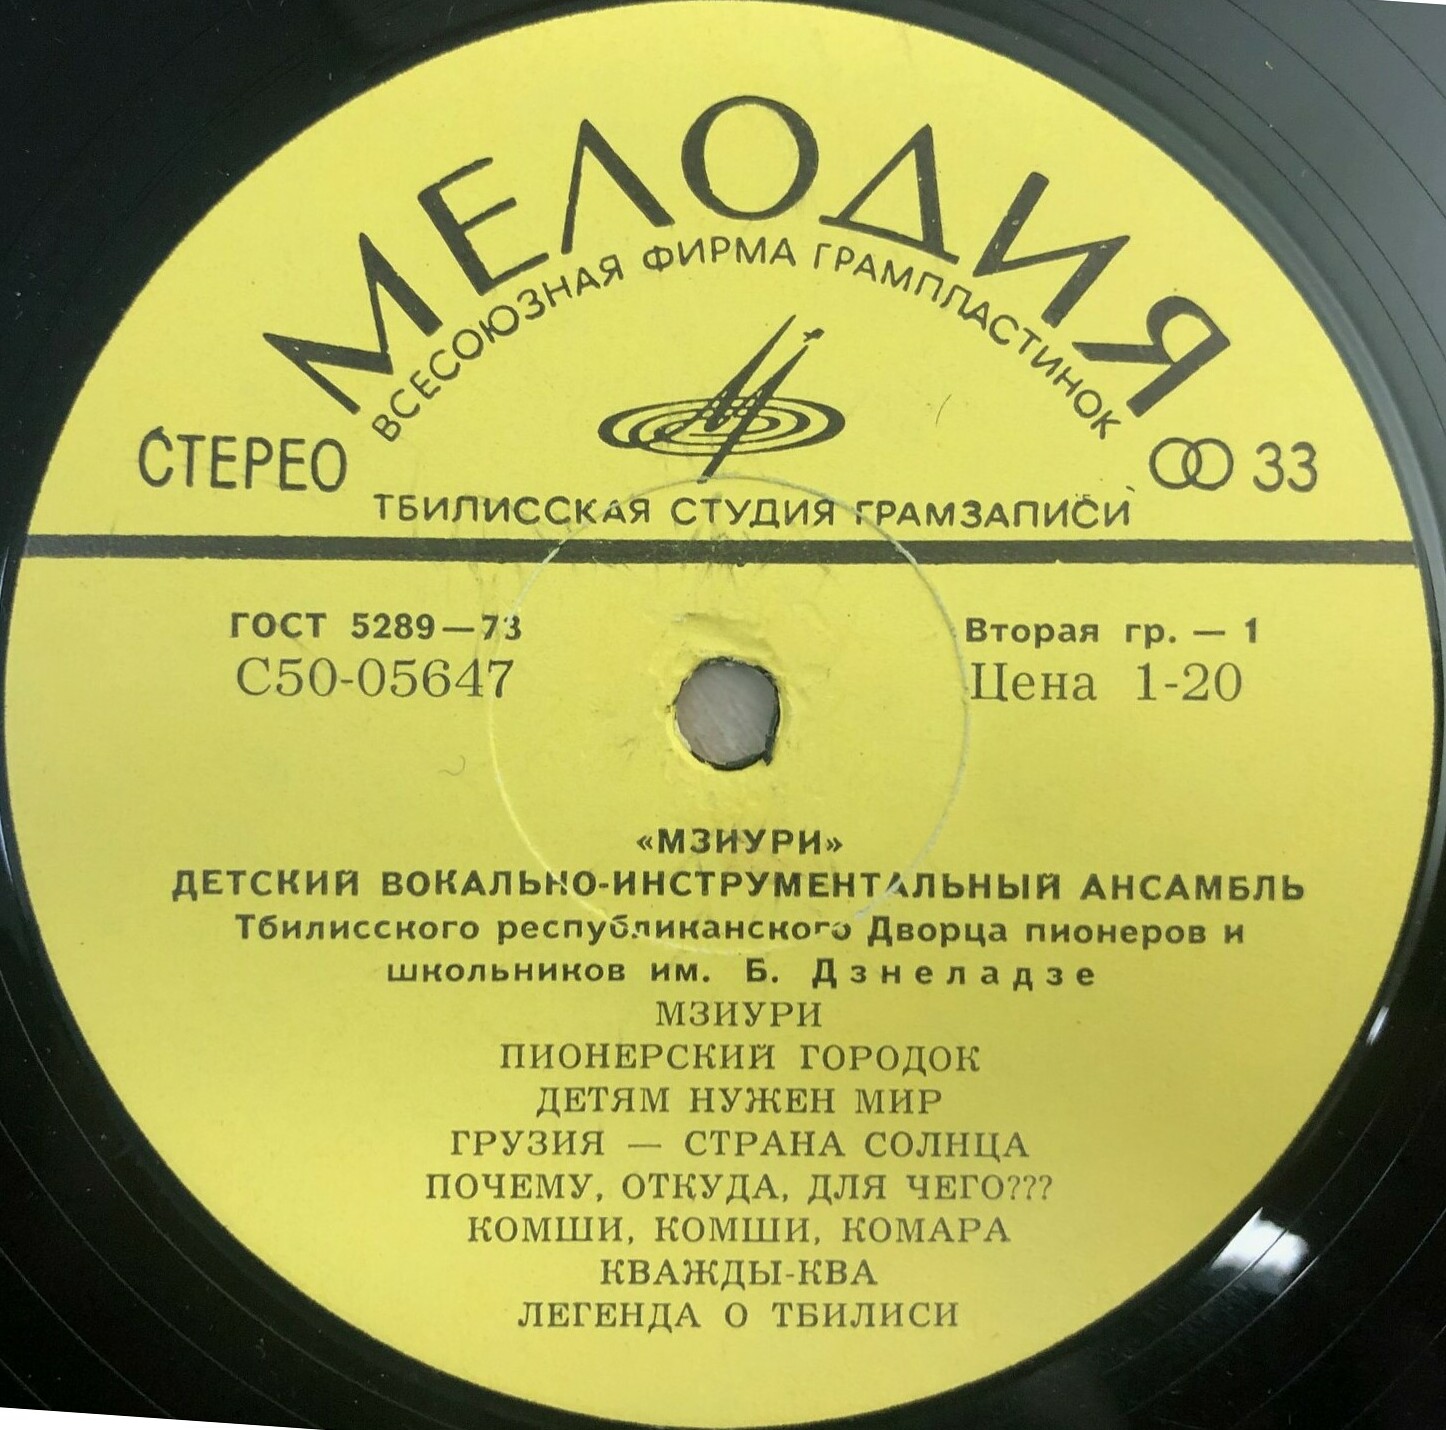 МЕЛОДИЯ
ВСЕСОЮЗНАЯ ФИРМА ГРАМПЛАСТИНОК
СТЕРЕО
33
ТБИЛИССКАЯ СТУДИЯ ГРАМЗАПИСИ
ГОСТ 5289—73
Вторая гр. — 1
С50-05647
Цена 1-20
«МЗИУРИ»
ДЕТСКИЙ ВОКАЛЬНО-ИНСТРУМЕНТАЛЬНЫЙ АНСАМБЛЬ
Тбилисского республиканского Дворца пионеров и
школьников им. Б. Дзнеладзе
МЗИУРИ
ПИОНЕРСКИЙ ГОРОДОК
ДЕТЯМ НУЖЕН МИР
ГРУЗИЯ — СТРАНА СОЛНЦА
ПОЧЕМУ, ОТКУДА, ДЛЯ ЧЕГО???
КОМШИ, КОМШИ, КОМАРА
КВАЖДЫ-КВА
ЛЕГЕНДА О ТБИЛИСИ